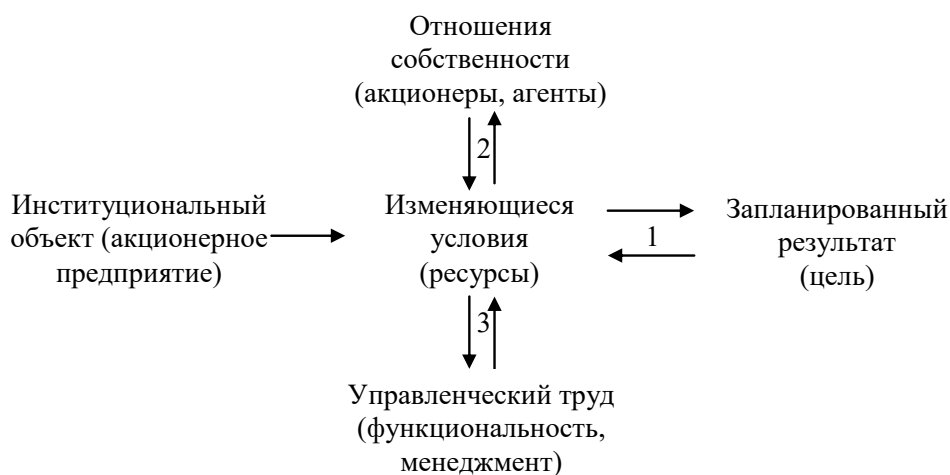 Отношения
собственности
(акционеры, агенты)
2
Институциональный
объект (акционерное
предприятие)
Изменяющиеся
условия
(ресурсы)
1
Запланированный
результат
(цель)
3
Управленческий труд
(функциональность,
менеджмент)